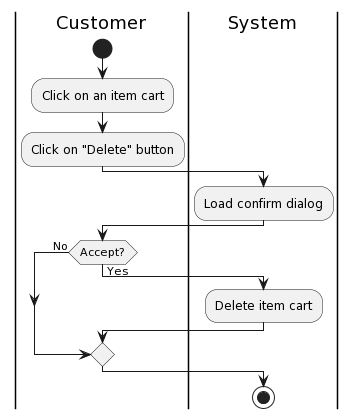 Customer
System
Click on an item cart
Click on "Delete" button
Load confirm dialog
No
Accept?
Yes
Delete item cart